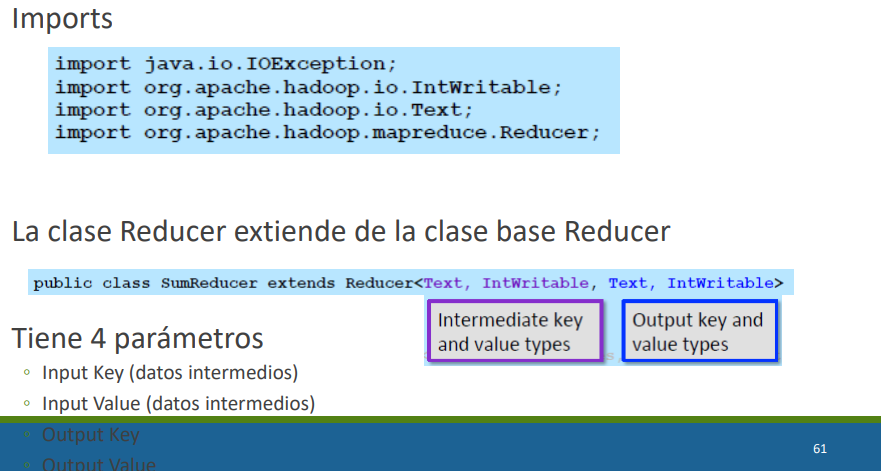 Imports
import java.io.IOException;
import org.apache.hadoop.io.IntWritable;
import org.apache.hadoop.io.Text;
import org.apache.hadoop.mapreduce.Reducer;
La clase Reducer extiende de la clase base Reducer
public class SumReducer extends Reducer<Text, IntWritable, Text, IntWritable>
Intermediate key
and value types
Output key and
value types
Tiene 4 parámetros
◦ Input Key (datos intermedios)
◦ Input Value (datos intermedios)
◦ Output Key
◦ Output Value
61